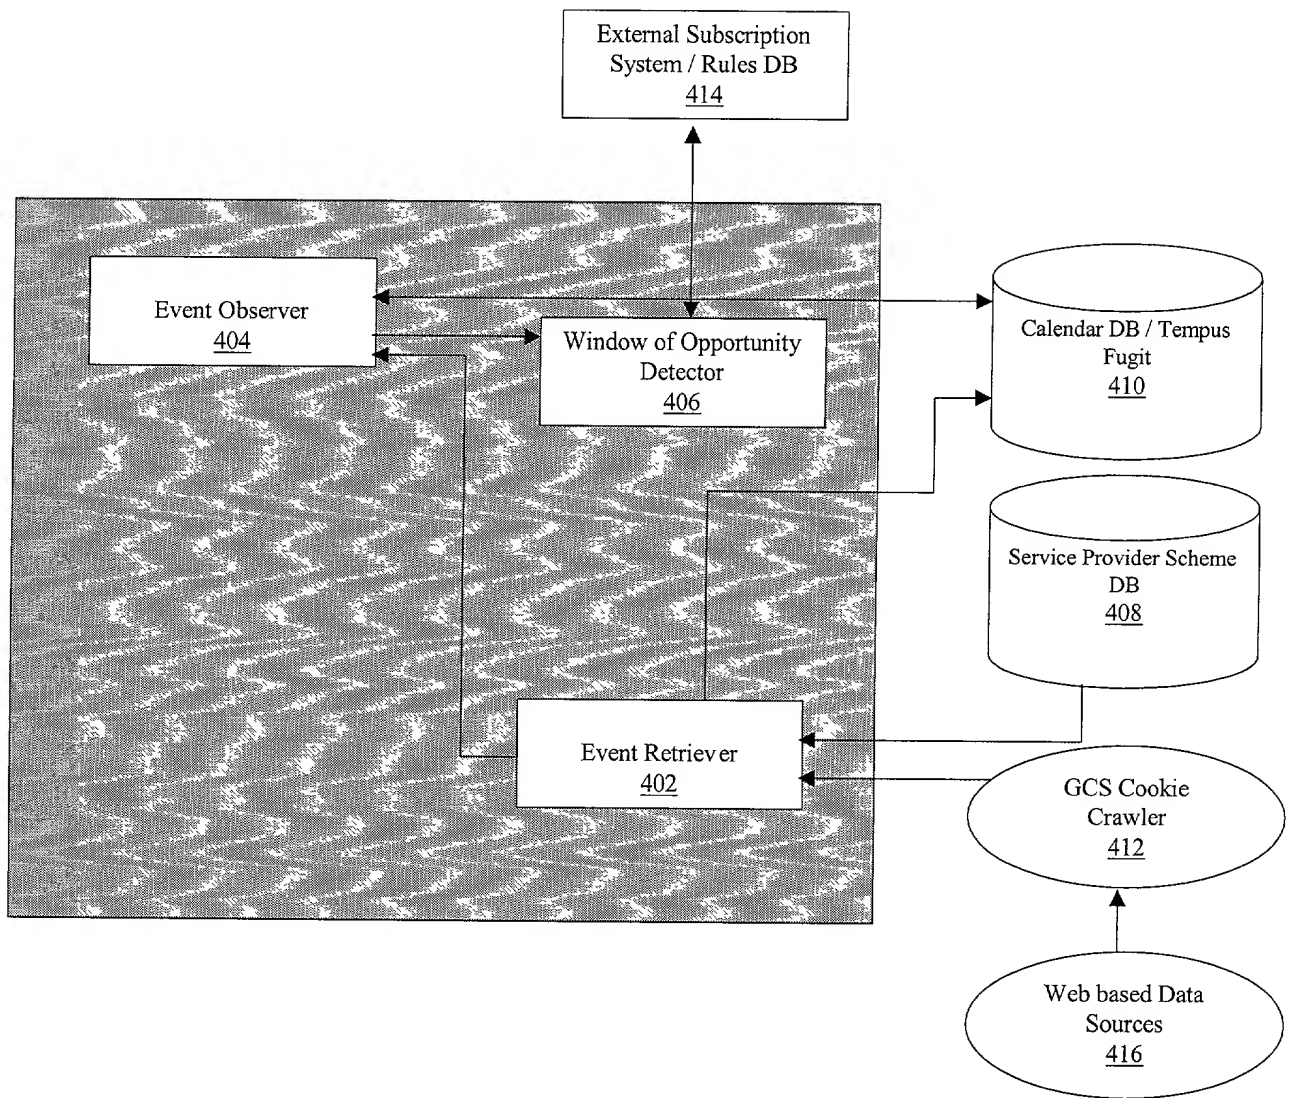 External Subscription
System / Rules DB
414
Event Observer
404
Window of Opportunity
Detector
406
Calendar DB / Tempus
Fugit
410
Service Provider Scheme
DB
408
Event Retriever
402
GCS Cookie
Crawler
412
Web based Data
Sources
416